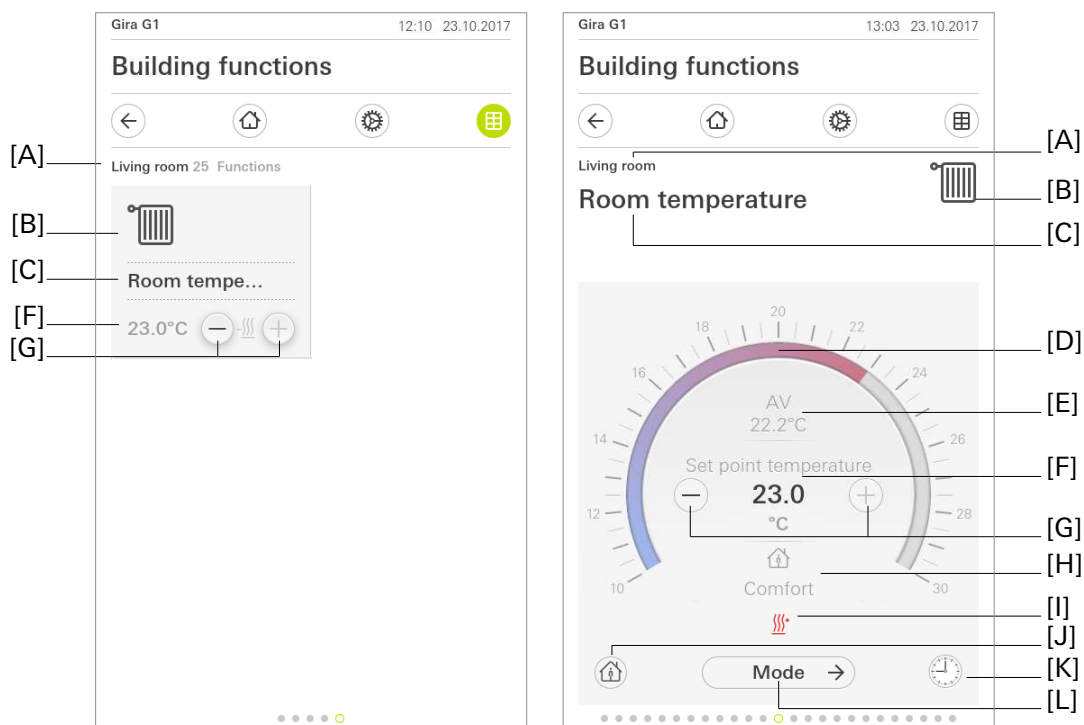 Gira G1 12:10 23.10.2017
Building functions
[A] Living room 25 Functions
[B]
[C] Room tempe...
[F] 23.0°C
[G]
Gira G1 13:03 23.10.2017
Building functions
Living room [A]
[B]
Room temperature
[C]
20
18 22
[D]
16 24
AV [E]
22.2°C
14 26
Set point temperature [F]
23.0
12 28
°C [G]
[H]
10 Comfort 30
[I]
[J]
Mode [K]
[L]